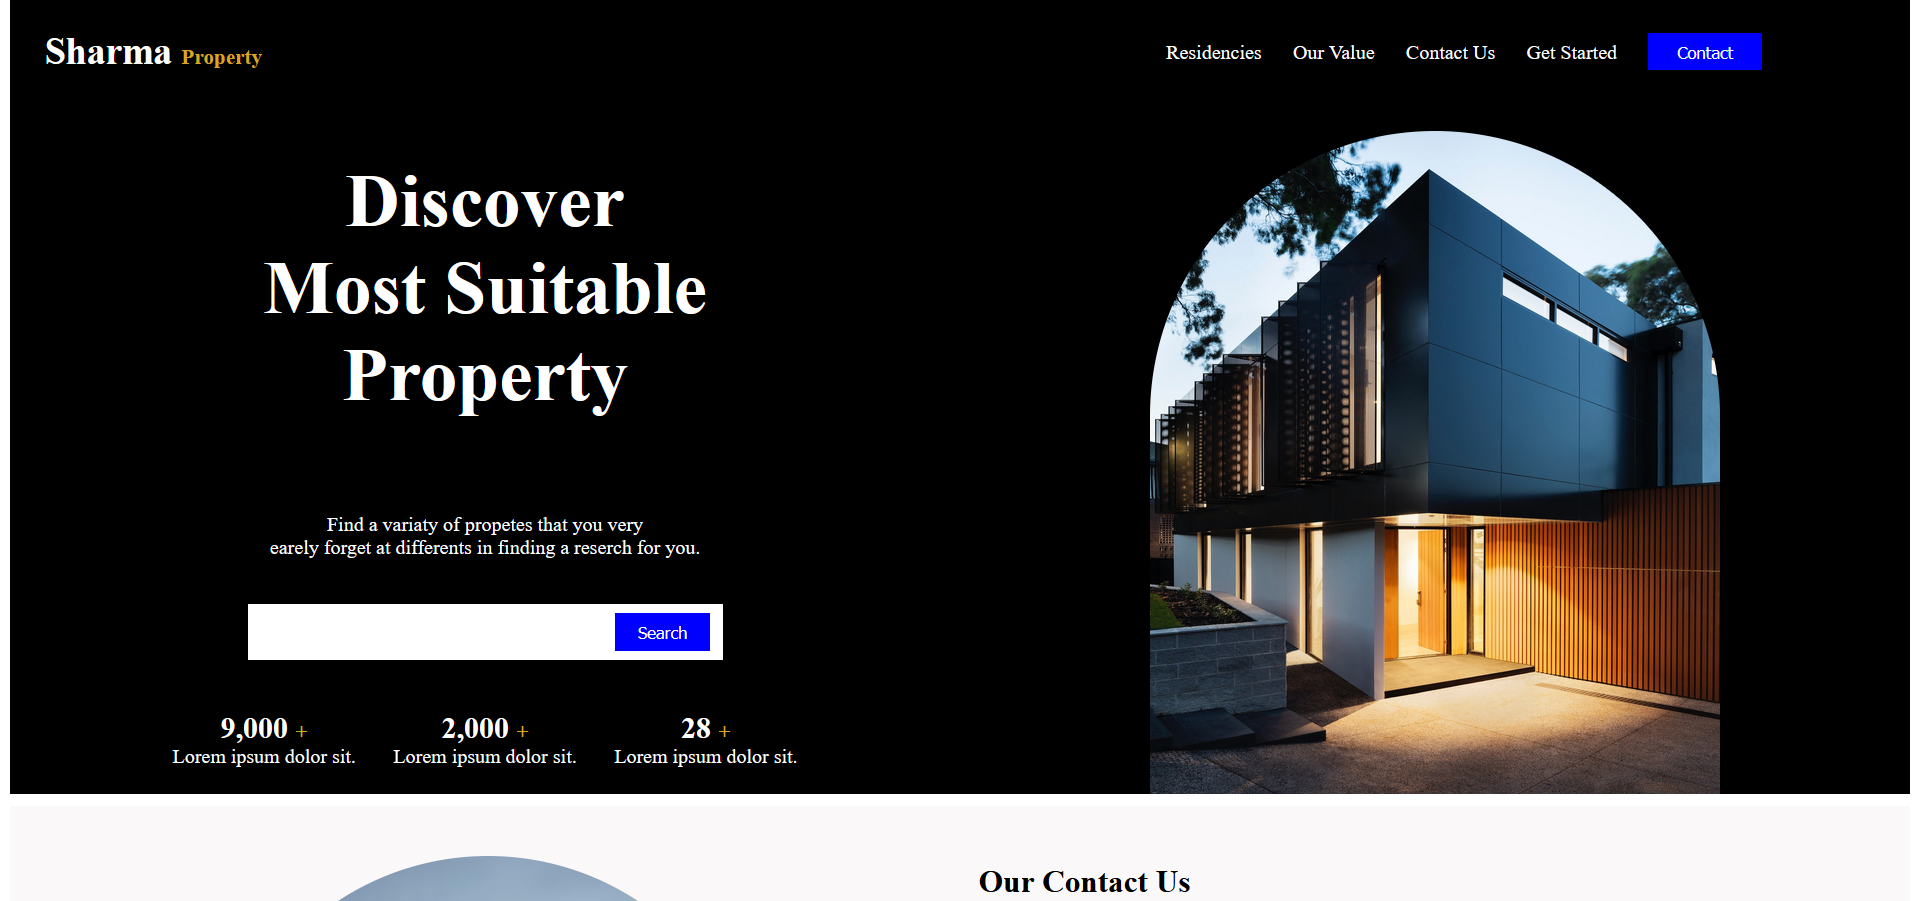 Sharma Property
Residencies Our Value Contact Us Get Started Contact
Discover
Most Suitable
Property
Find a variaty of propetes that you very
earely forget at differents in finding a reserch for you.
Search
9,000 + 2,000 + 28 +
Lorem ipsum dolor sit. Lorem ipsum dolor sit. Lorem ipsum dolor sit.
Our Contact Us